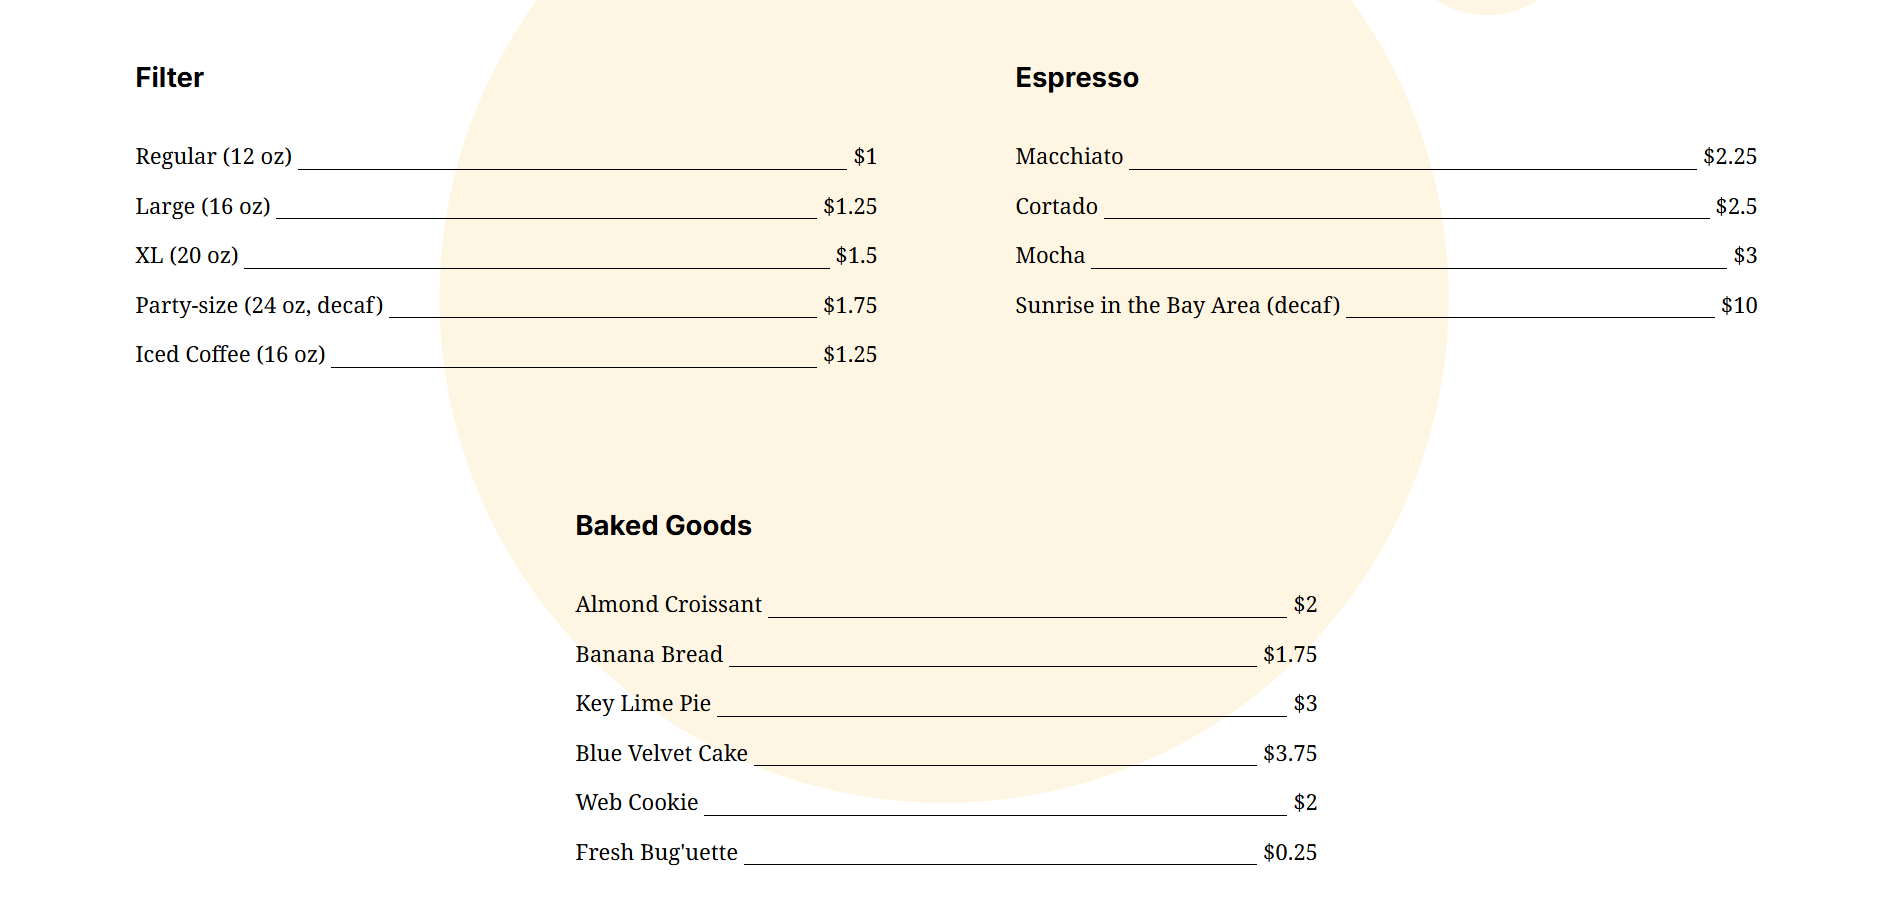 Filter
Regular (12 oz) $1
Large (16 oz) $1.25
XL (20 oz) $1.5
Party-size (24 oz, decaf) $1.75
Iced Coffee (16 oz) $1.25
Espresso
Macchiato $2.25
Cortado $2.5
Mocha $3
Sunrise in the Bay Area (decaf) $10
Baked Goods
Almond Croissant $2
Banana Bread $1.75
Key Lime Pie $3
Blue Velvet Cake $3.75
Web Cookie $2
Fresh Bug'uette $0.25